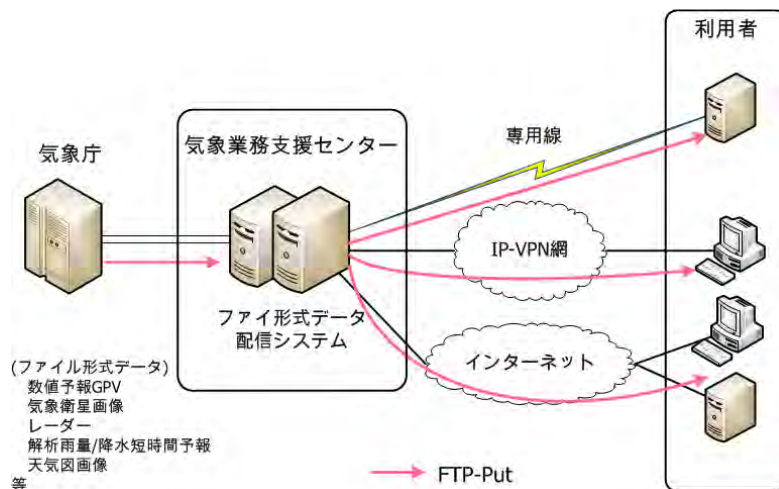 利用者
気象庁
気象業務支援センター
専用線
IP-VPN網
ファイ形式データ
配信システム
インターネット
(ファイル形式データ)
数値予報GPV
気象衛星画像
レーダー
解析雨量/降水短時間予報
天気図画像
等
FTP-Put